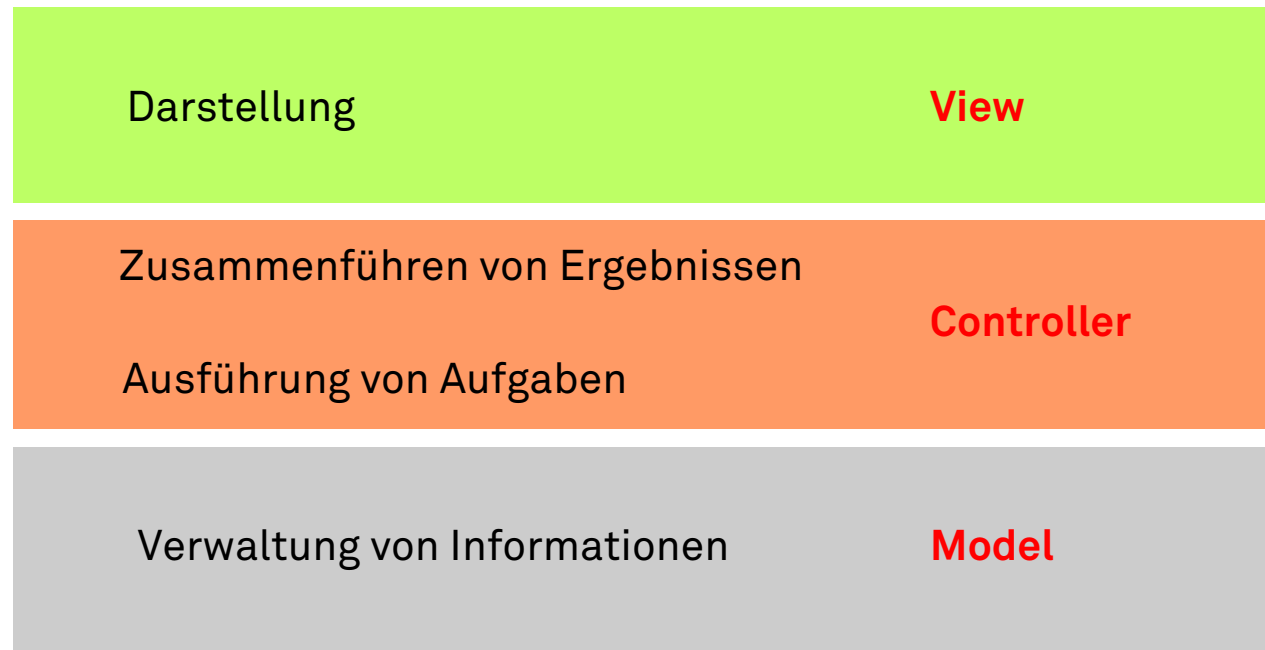 Darstellung View
Zusammenführen von Ergebnissen
Controller
Ausführung von Aufgaben
Verwaltung von Informationen Model